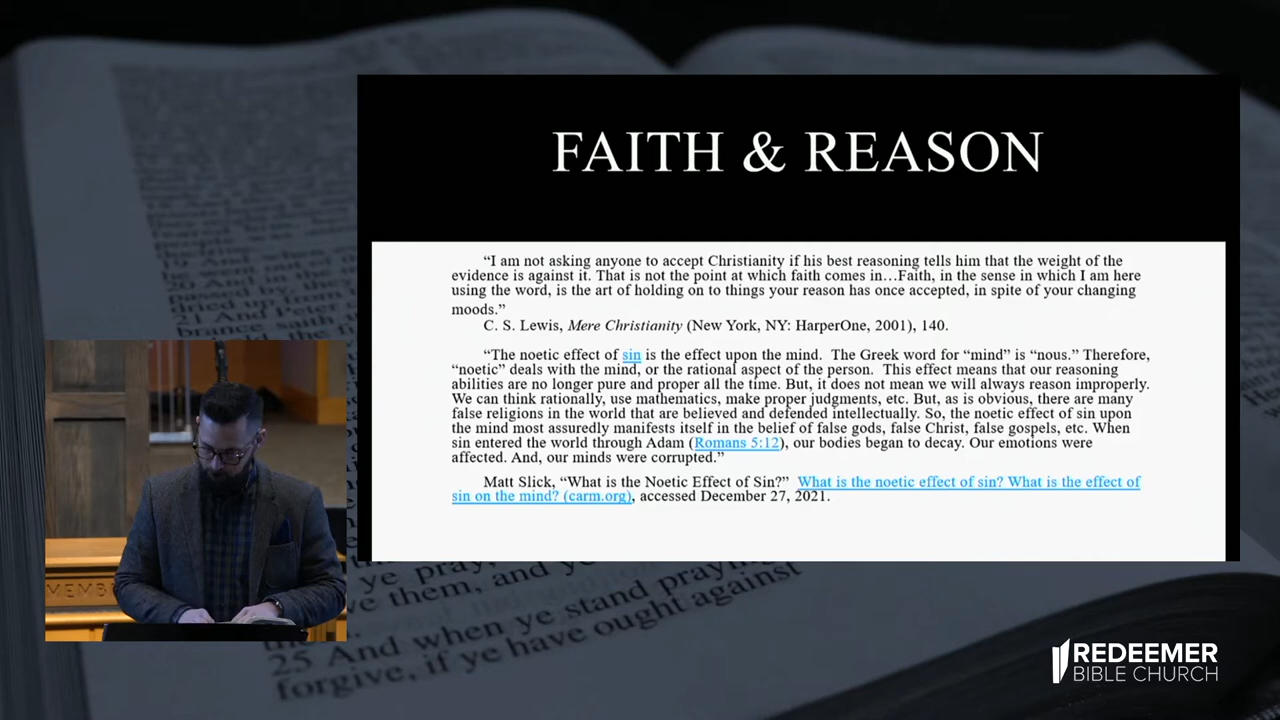 FAITH & REASON
“I am not asking anyone to accept Christianity if his best reasoning tells him that the weight of the
evidence is against it. That is not the point at which faith comes in…Faith, in the sense in which I am here
using the word, is the art of holding on to things your reason has once accepted, in spite of your changing
moods.”
C. S. Lewis, Mere Christianity (New York, NY: HarperOne, 2001), 140.
“The noetic effect of sin is the effect upon the mind. The Greek word for “mind” is “nous.” Therefore,
“noetic” deals with the mind, or the rational aspect of the person. This effect means that our reasoning
abilities are no longer pure and proper all the time. But, it does not mean we will always reason improperly.
We can think rationally, use mathematics, make proper judgments, etc. But, as is obvious, there are many
false religions in the world that are believed and defended intellectually. So, the noetic effect of sin upon
the mind most assuredly manifests itself in the belief of false gods, false Christ, false gospels, etc. When
sin entered the world through Adam (Romans 5:12), our bodies began to decay. Our emotions were
affected. And, our minds were corrupted.”
Matt Slick, “What is the Noetic Effect of Sin?” What is the noetic effect of sin? What is the effect of
sin on the mind? (carm.org), accessed December 27, 2021.
MEMB
ye pray,
ve them, and ye
25 And when ye stand praying
forgive, if ye have ought against
REDEEMER
BIBLE CHURCH